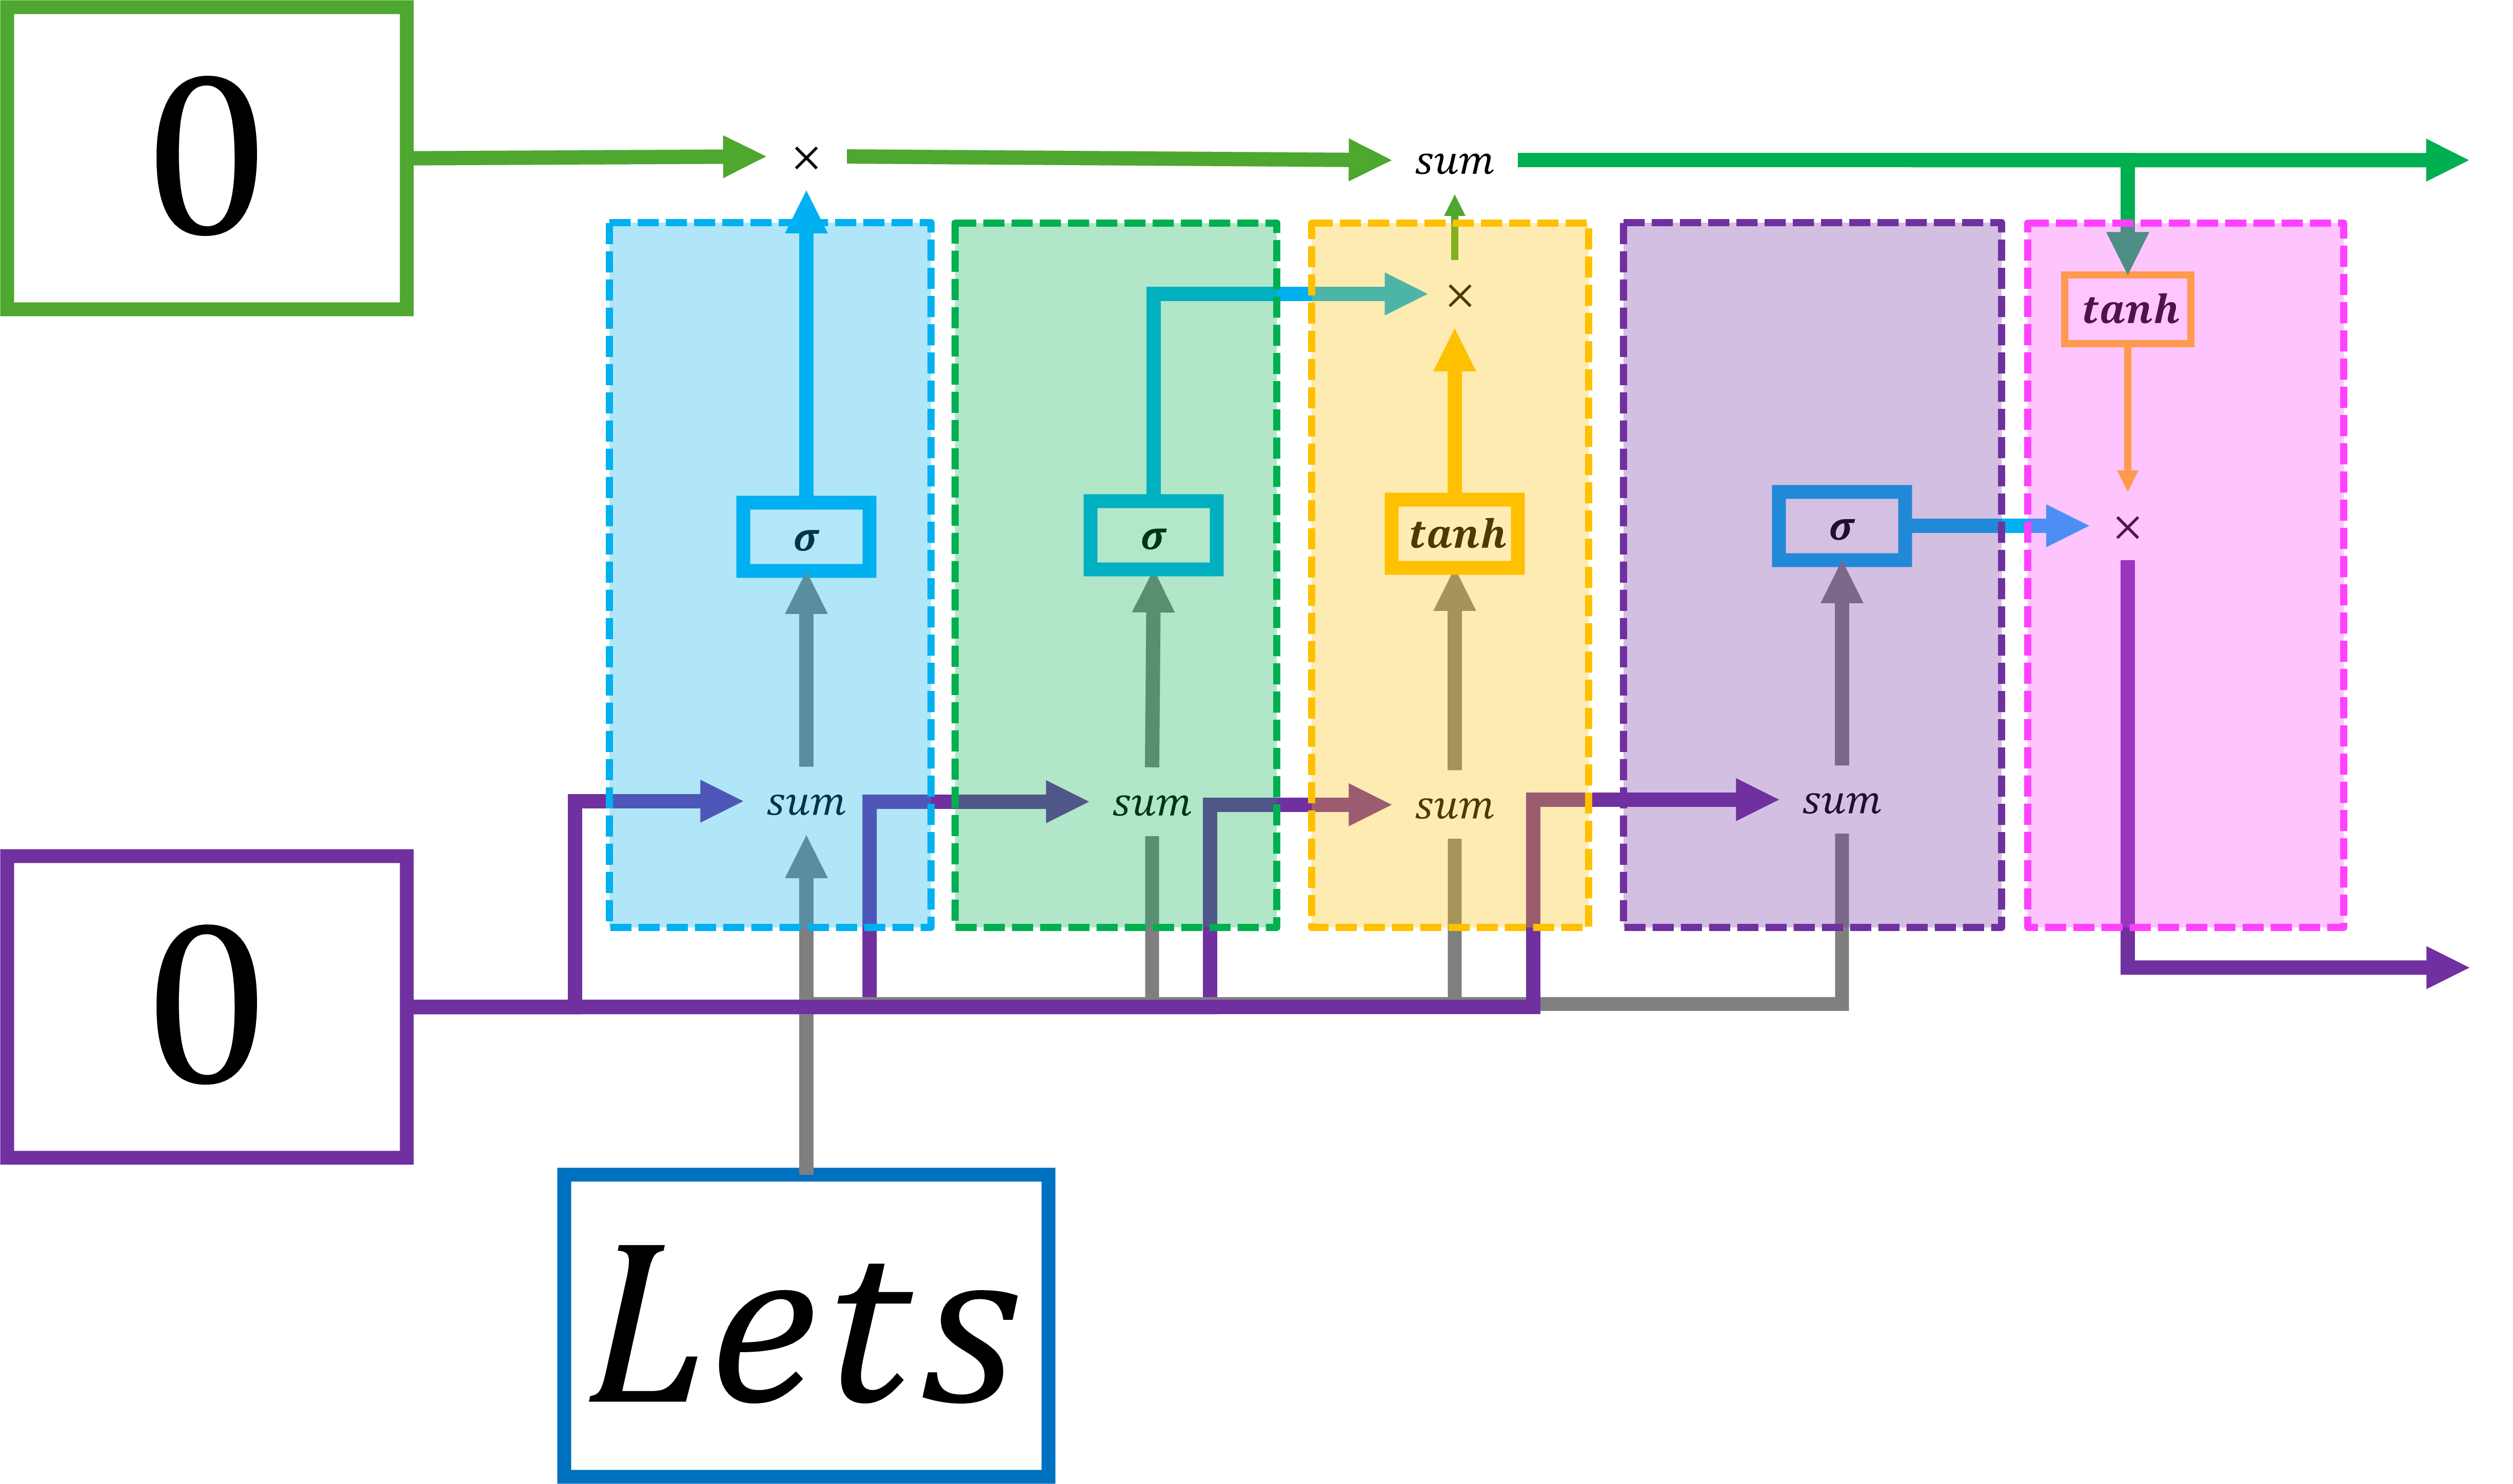 0
× sum
× tanh
σ σ tanh σ ×
sum sum sum sum
0
Lets